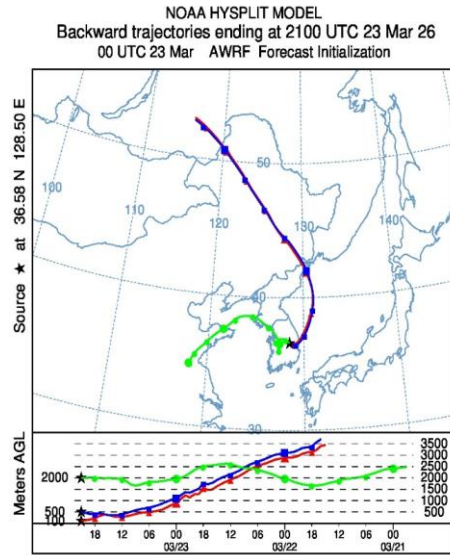 NOAA HYSPLIT MODEL
Backward trajectories ending at 2100 UTC 23 Mar 26
00 UTC 23 Mar AWRF Forecast Initialization
Source ★ at 36.58 N 128.50 E
100
110
120
130
140
50
40
30
Meters AGL
2000
500
100
3500
3000
2500
2000
1500
1000
500
18 12 06 00 18 12 06 00 18 12 06 00
03/23 03/22 03/21